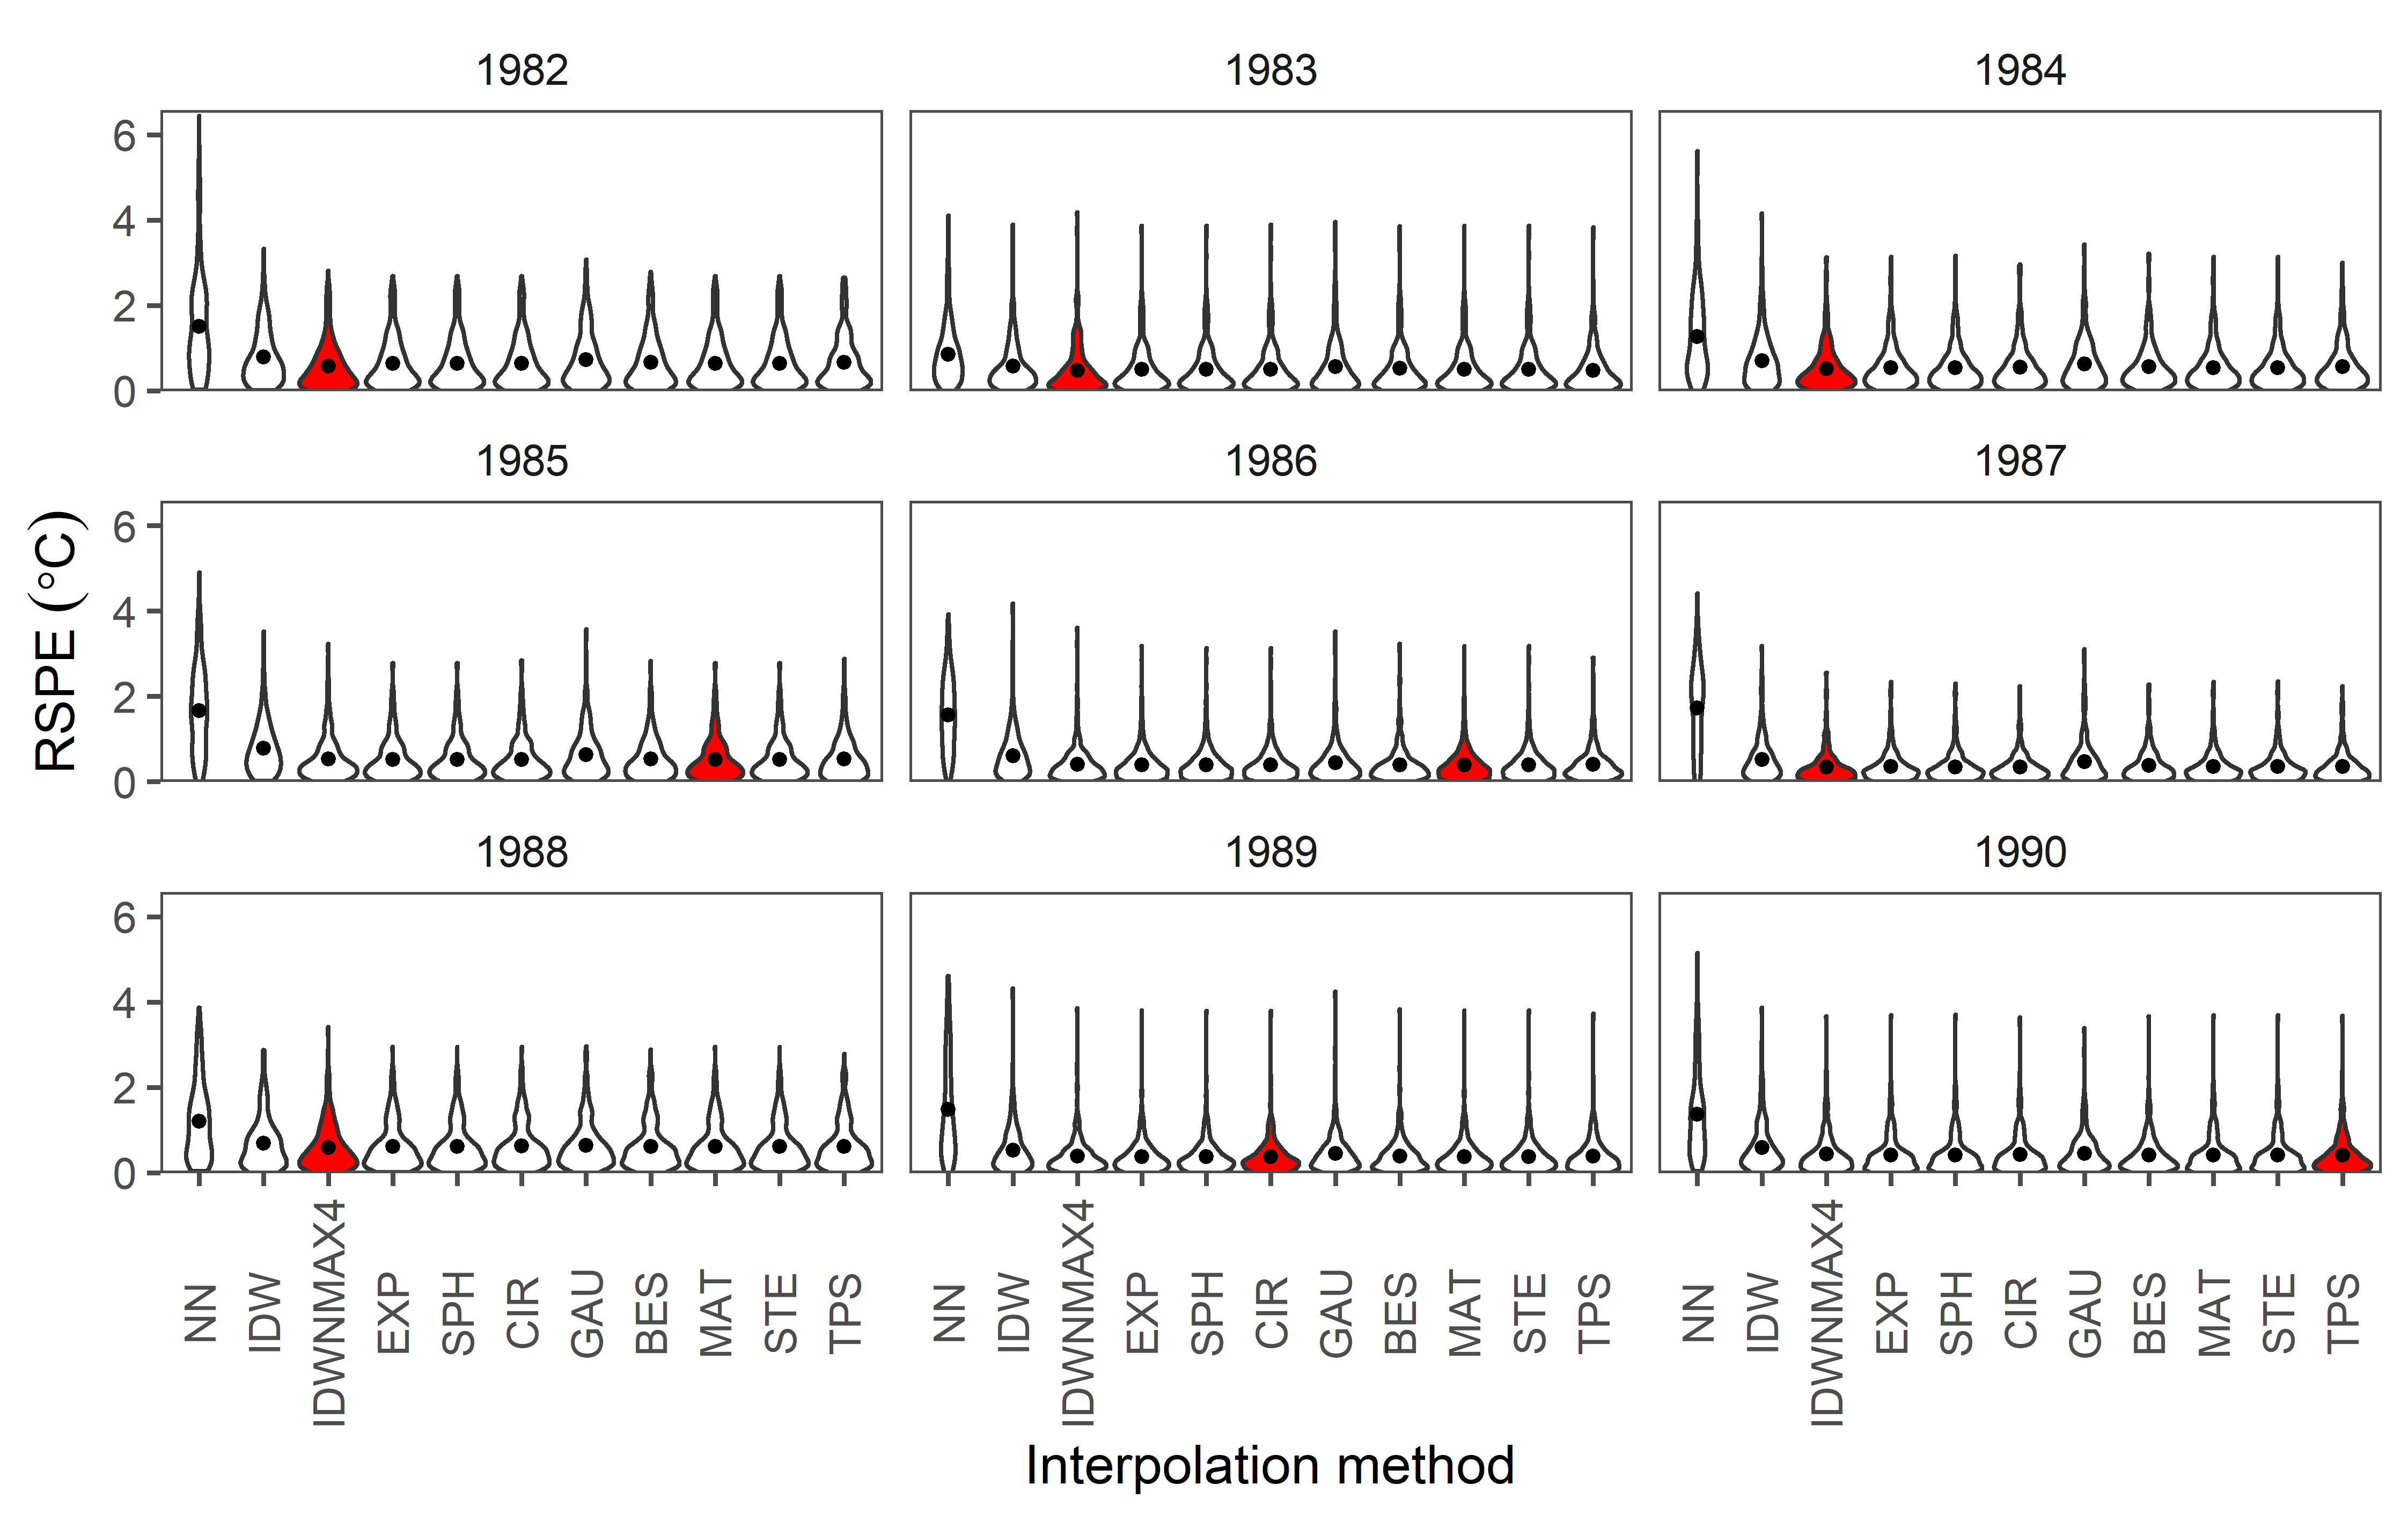 1982 1983 1984
6
4
2
0
1985 1986 1987
6
4
2
0
RSPE (°C)
1988 1989 1990
6
4
2
0
NN IDW IDWNMAX4 EXP SPH CIR GAU BES MAT STE TPS NN IDW IDWNMAX4 EXP SPH CIR GAU BES MAT STE TPS NN IDW IDWNMAX4 EXP SPH CIR GAU BES MAT STE TPS
Interpolation method